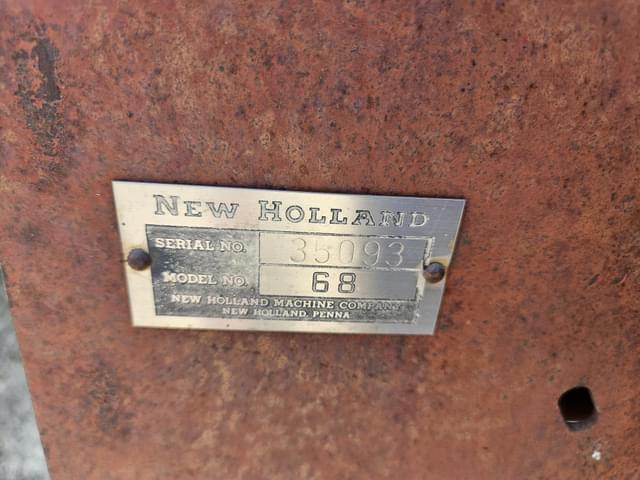 NEW HOLLAND
SERIAL NO. 35093
MODEL NO. 68
NEW HOLLAND MACHINE COMPANY
NEW HOLLAND, PENNA